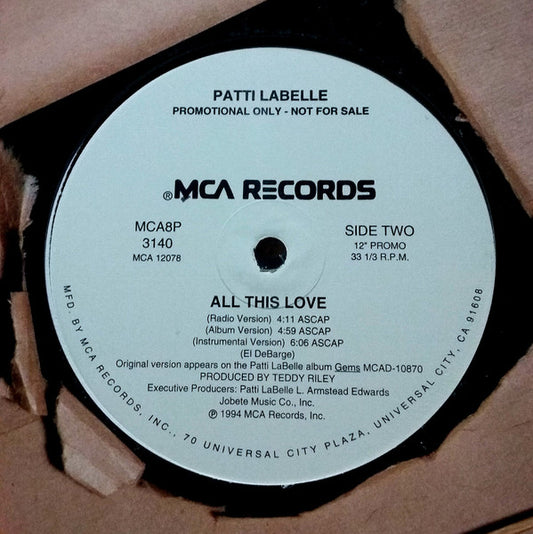 PATTI LABELLE
PROMOTIONAL ONLY - NOT FOR SALE
®MCA RECORDS
MCA8P
3140
MCA 12078
SIDE TWO
12" PROMO
33 1/3 R.P.M.
ALL THIS LOVE
(Radio Version) 4:11 ASCAP
(Album Version) 4:59 ASCAP
(Instrumental Version) 6:06 ASCAP
(El DeBarge)
Original version appears on the Patti LaBelle album Gems MCAD-10870
PRODUCED BY TEDDY RILEY
Executive Producers: Patti LaBelle L. Armstead Edwards
Jobete Music Co., Inc.
℗ 1994 MCA Records, Inc.
MFD. BY MCA RECORDS, INC., 70 UNIVERSAL CITY PLAZA, UNIVERSAL CITY, CA 91608